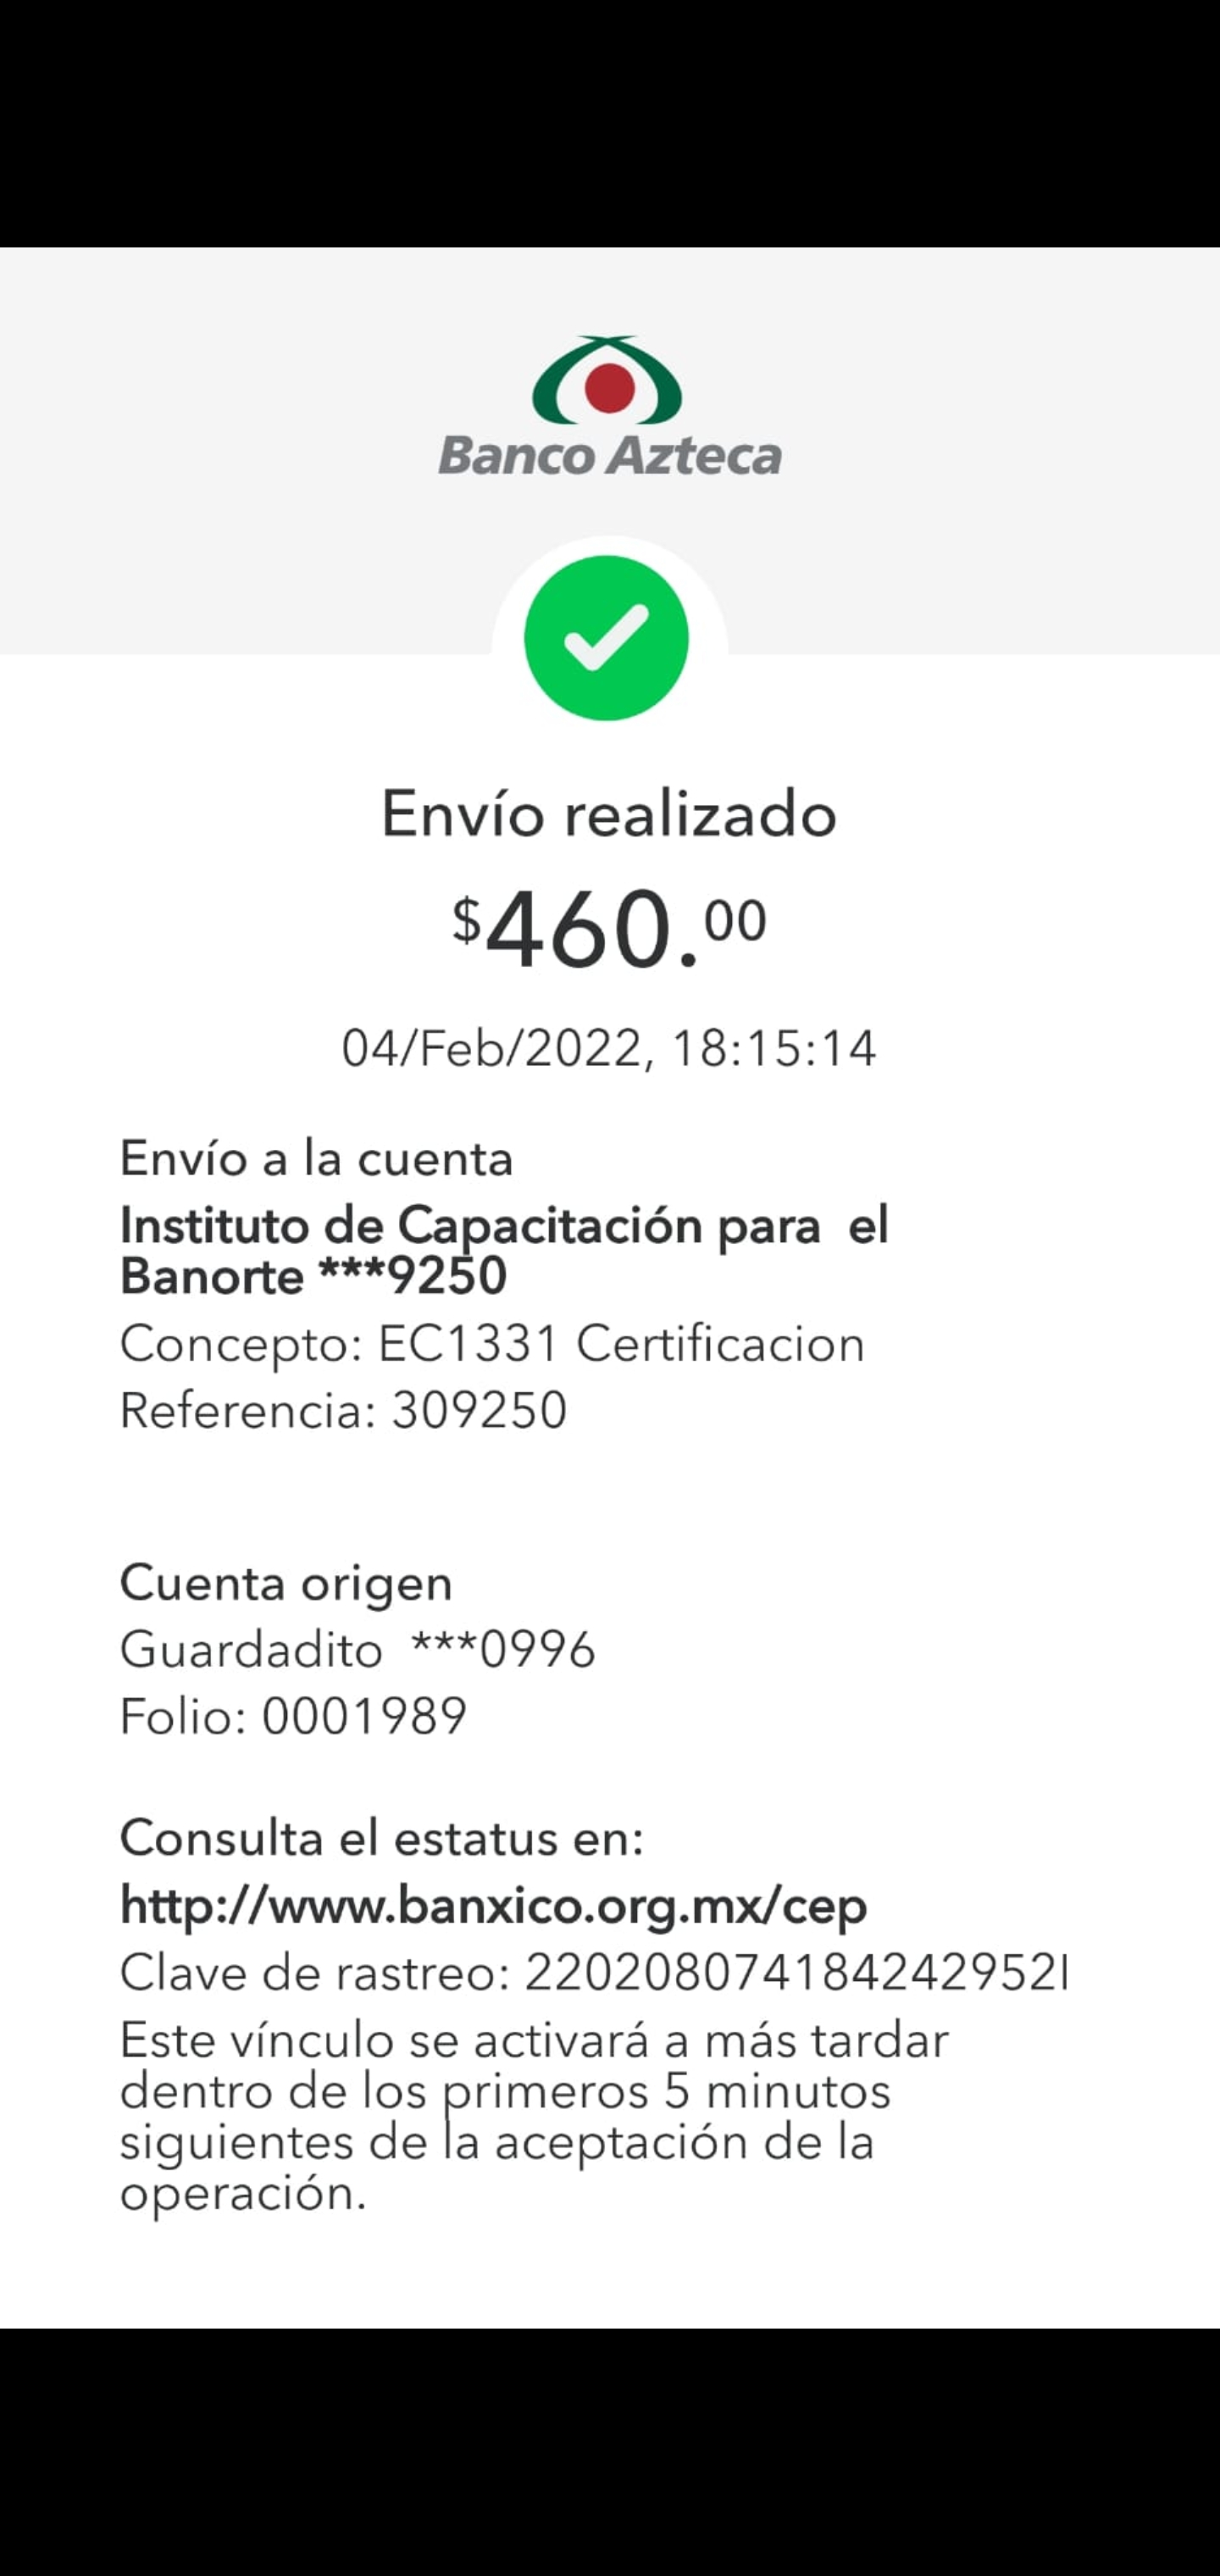 Banco Azteca
Envío realizado
$460.00
04/Feb/2022, 18:15:14
Envío a la cuenta
Instituto de Capacitación para  el
Banorte ***9250
Concepto: EC1331 Certificacion
Referencia: 309250
Cuenta origen
Guardadito  ***0996
Folio: 0001989
Consulta el estatus en:
http://www.banxico.org.mx/cep
Clave de rastreo: 220208074184242952I
Este vínculo se activará a más tardar
dentro de los primeros 5 minutos
siguientes de la aceptación de la
operación.